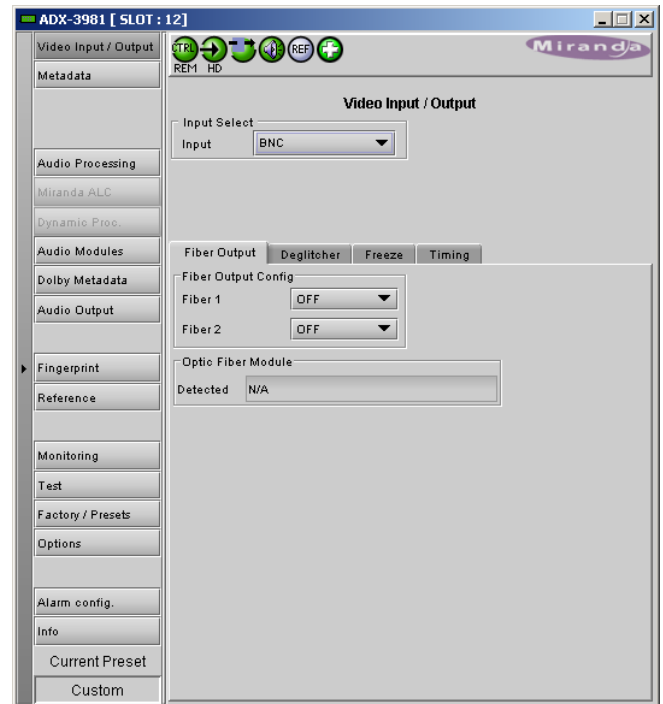 ADX-3981 [ SLOT : 12]
Video Input / Output
Metadata
Audio Processing
Miranda ALC
Dynamic Proc.
Audio Modules
Dolby Metadata
Audio Output
Fingerprint
Reference
Monitoring
Test
Factory / Presets
Options
Alarm config.
Info
Current Preset
Custom
CTRL
REF
REM HD
Miranda
Video Input / Output
Input Select
Input BNC
Fiber Output Deglitcher Freeze Timing
Fiber Output Config
Fiber 1 OFF
Fiber 2 OFF
Optic Fiber Module
Detected N/A